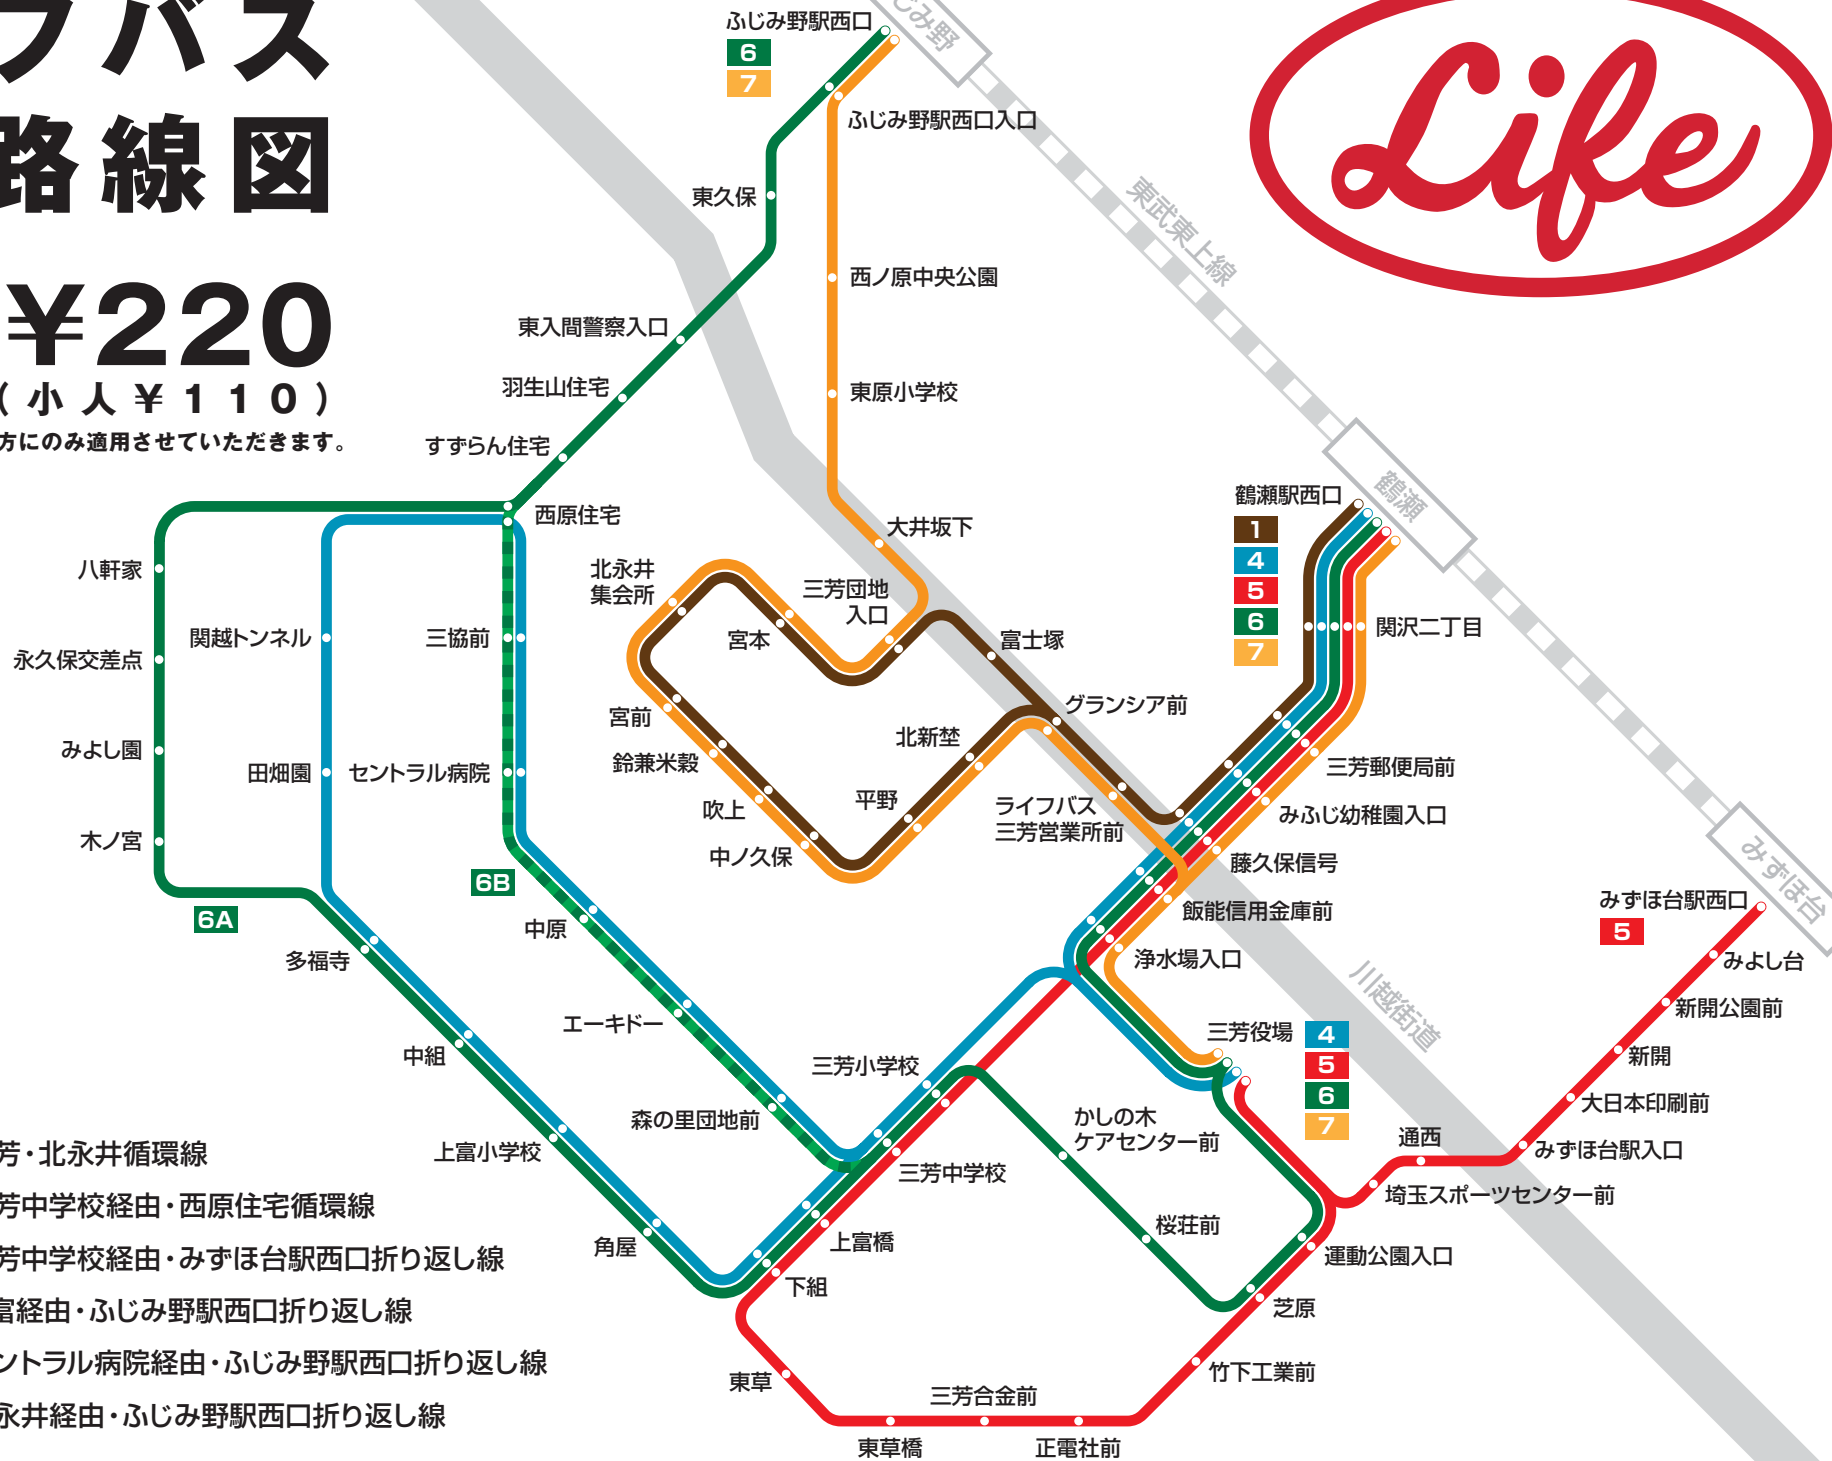 フバス
路線図
¥220
(小人¥110)
方にのみ適用させていただきます。
ふじみ野駅西口
6
7
じみ野
Life
ふじみ野駅西口入口
東久保
東武東上線
西ノ原中央公園
東入間警察入口
羽生山住宅
東原小学校
すずらん住宅
西原住宅
大井坂下
鶴瀬駅西口
1
4
5
6
7
鶴瀬
関沢二丁目
八軒家
永久保交差点
みよし園
木ノ宮
関越トンネル
田畑園
三協前
セントラル病院
北永井
集会所
宮本
三芳団地
入口
富士塚
グランシア前
宮前
鈴兼米穀
吹上
中ノ久保
北新埜
平野
ライフバス
三芳営業所前
三芳郵便局前
みふじ幼稚園入口
藤久保信号
飯能信用金庫前
浄水場入口
みずほ台
みずほ台駅西口
5
みよし台
新開公園前
新開
大日本印刷前
みずほ台駅入口
通西
埼玉スポーツセンター前
川越街道
6A
6B
多福寺
中組
上富小学校
角屋
中原
エーキドー
森の里団地前
三芳小学校
三芳中学校
上富橋
下組
三芳役場
4
5
6
7
かしの木
ケアセンター前
桜荘前
運動公園入口
芝原
竹下工業前
東草
三芳合金前
東草橋
正電社前
芳・北永井循環線
芳中学校経由・西原住宅循環線
芳中学校経由・みずほ台駅西口折り返し線
富経由・ふじみ野駅西口折り返し線
ントラル病院経由・ふじみ野駅西口折り返し線
永井経由・ふじみ野駅西口折り返し線